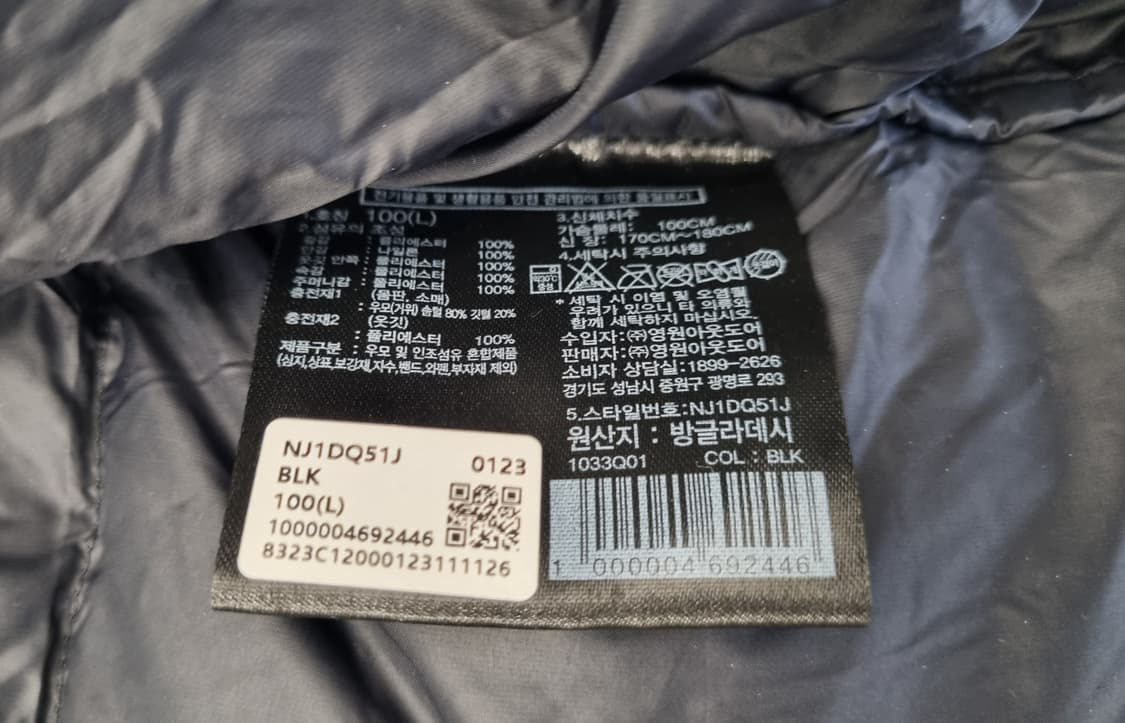 전기용품 및 생활용품 안전 관리법에 의한 품질표시
1.호칭 100(L)
2.섬유의 조성
겉감 : 폴리에스터 100%
안감 : 나일론 100%
옷깃 안쪽 : 폴리에스터 100%
속감 : 폴리에스터 100%
주머니감 : 폴리에스터 100%
충전재1 (몸판, 소매)
: 우모(거위) 솜털 80% 깃털 20%
충전재2 (옷깃)
: 폴리에스터 100%
제품구분 : 우모 및 인조섬유 혼합제품
(심지,상표,보강재,자수,밴드,와펜,부자재 제외)
3.신체치수
가슴둘레: 100CM
신 장: 170CM~180CM
4.세탁시 주의사항
* 세탁 시 이염 및 오염될
우려가 있으니 타 의류와
함께 세탁하지 마십시오
수입자:㈜영원아웃도어
판매자:㈜영원아웃도어
소비자 상담실:1899-2626
경기도 성남시 중원구 광명로 293
5.스타일번호:NJ1DQ51J
원산지 : 방글라데시
1033Q01 COL : BLK
1 000004 692446
NJ1DQ51J 0123
BLK
100(L)
1000004692446
8323C12000123111126